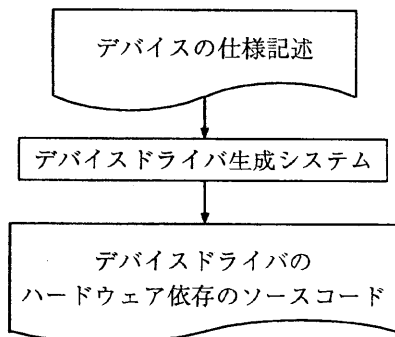 デバイスの仕様記述
デバイスドライバ生成システム
デバイスドライバの
ハードウェア依存のソースコード